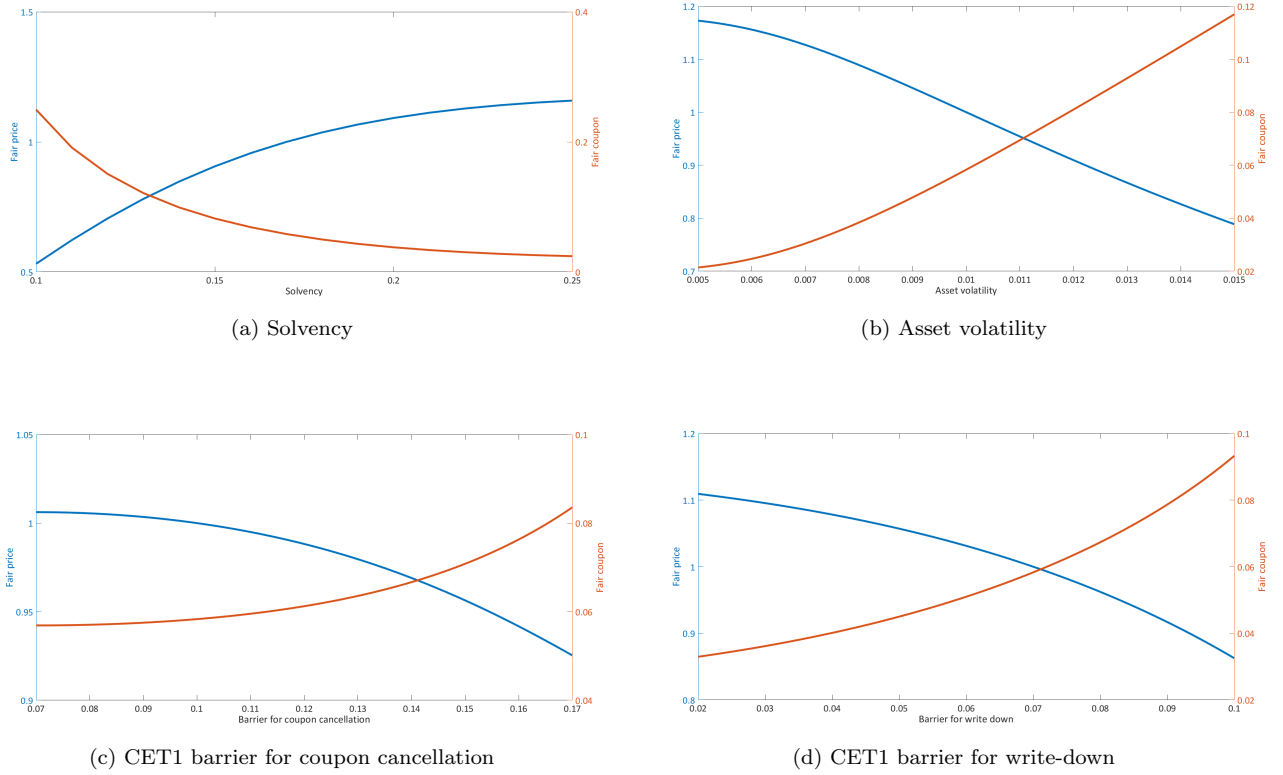 1.5
1
0.5
Fair price
0.4
0.2
0
Fair coupon
0.1 0.15 0.2 0.25
Solvency
(a) Solvency
1.2
1.1
1
0.9
0.8
0.7
Fair price
0.12
0.1
0.08
0.06
0.04
0.02
Fair coupon
0.005 0.006 0.007 0.008 0.009 0.01 0.011 0.012 0.013 0.014 0.015
Asset volatility
(b) Asset volatility
1.05
1
0.95
0.9
Fair price
0.1
0.08
0.06
0.04
Fair coupon
0.07 0.08 0.09 0.1 0.11 0.12 0.13 0.14 0.15 0.16 0.17
Barrier for coupon cancellation
(c) CET1 barrier for coupon cancellation
1.2
1.1
1
0.9
0.8
Fair price
0.1
0.08
0.06
0.04
0.02
Fair coupon
0.02 0.03 0.04 0.05 0.06 0.07 0.08 0.09 0.1
Barrier for write down
(d) CET1 barrier for write-down